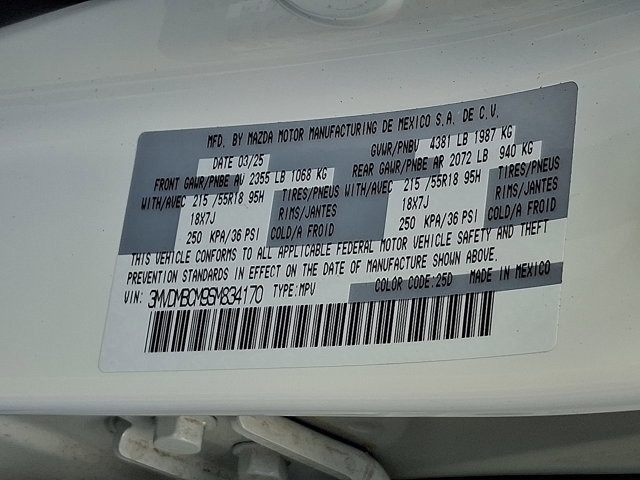 MFD. BY MAZDA MOTOR MANUFACTURING DE MEXICO S.A. DE C.V.
DATE 03/25 GVWR/PNBV 4381 LB 1987 KG
FRONT GAWR/PNBE AV 2355 LB 1068 KG REAR GAWR/PNBE AR 2072 LB 940 KG
WITH/AVEC 215 /55R18 95H TIRES/PNEUS WITH/AVEC 215 /55R18 95H TIRES/PNEUS
18X7J RIMS/JANTES 18X7J RIMS/JANTES
250 KPA/36 PSI COLD/A FROID 250 KPA/36 PSI COLD/A FROID
THIS VEHICLE CONFORMS TO ALL APPLICABLE FEDERAL MOTOR VEHICLE SAFETY AND THEFT
PREVENTION STANDARDS IN EFFECT ON THE DATE OF MANUFACTURE SHOWN ABOVE.
VIN: 3MVDMBCM9SM834170 TYPE:MPV COLOR CODE:25D MADE IN MEXICO